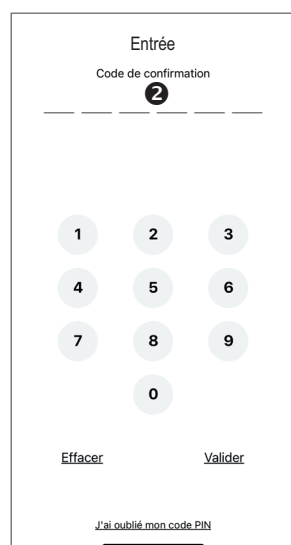 Entrée
Code de confirmation
❷
1 2 3
4 5 6
7 8 9
0
Effacer Valider
J'ai oublié mon code PIN